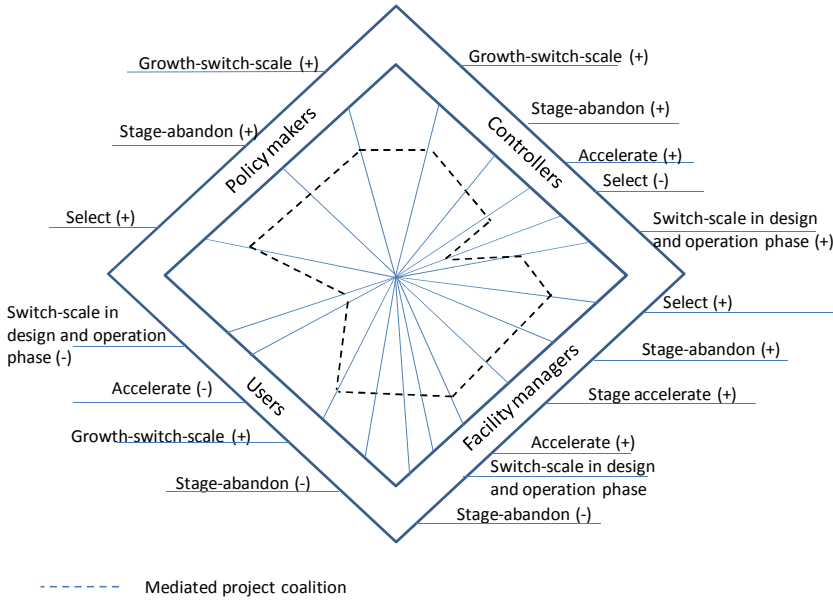 Growth-switch-scale (+)
Stage-abandon (+)
Select (+)
Policy makers
Growth-switch-scale (+)
Stage-abandon (+)
Accelerate (+)
Select (-)
Switch-scale in design
and operation phase (+)
Controllers
Switch-scale in
design and operation
phase (-)
Accelerate (-)
Growth-switch-scale (+)
Stage-abandon (-)
Users
Select (+)
Stage-abandon (+)
Stage accelerate (+)
Accelerate (+)
Switch-scale in design
and operation phase
Stage-abandon (-)
Facility managers
Mediated project coalition